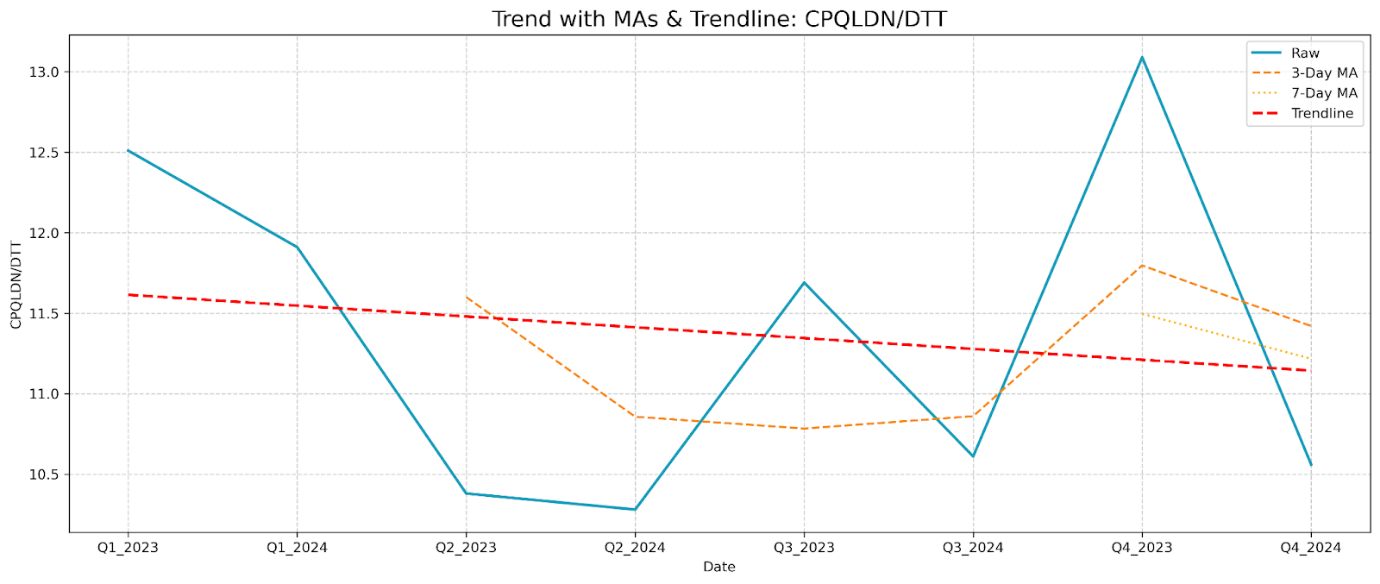 Trend with MAs & Trendline: CPQLDN/DTT
Raw
3-Day MA
7-Day MA
Trendline
CPQLDN/DTT
13.0
12.5
12.0
11.5
11.0
10.5
Q1_2023
Q1_2024
Q2_2023
Q2_2024
Q3_2023
Q3_2024
Q4_2023
Q4_2024
Date